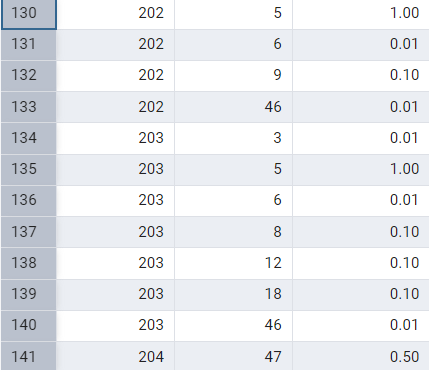 130 202 5 1.00
131 202 6 0.01
132 202 9 0.10
133 202 46 0.01
134 203 3 0.01
135 203 5 1.00
136 203 6 0.01
137 203 8 0.10
138 203 12 0.10
139 203 18 0.10
140 203 46 0.01
141 204 47 0.50